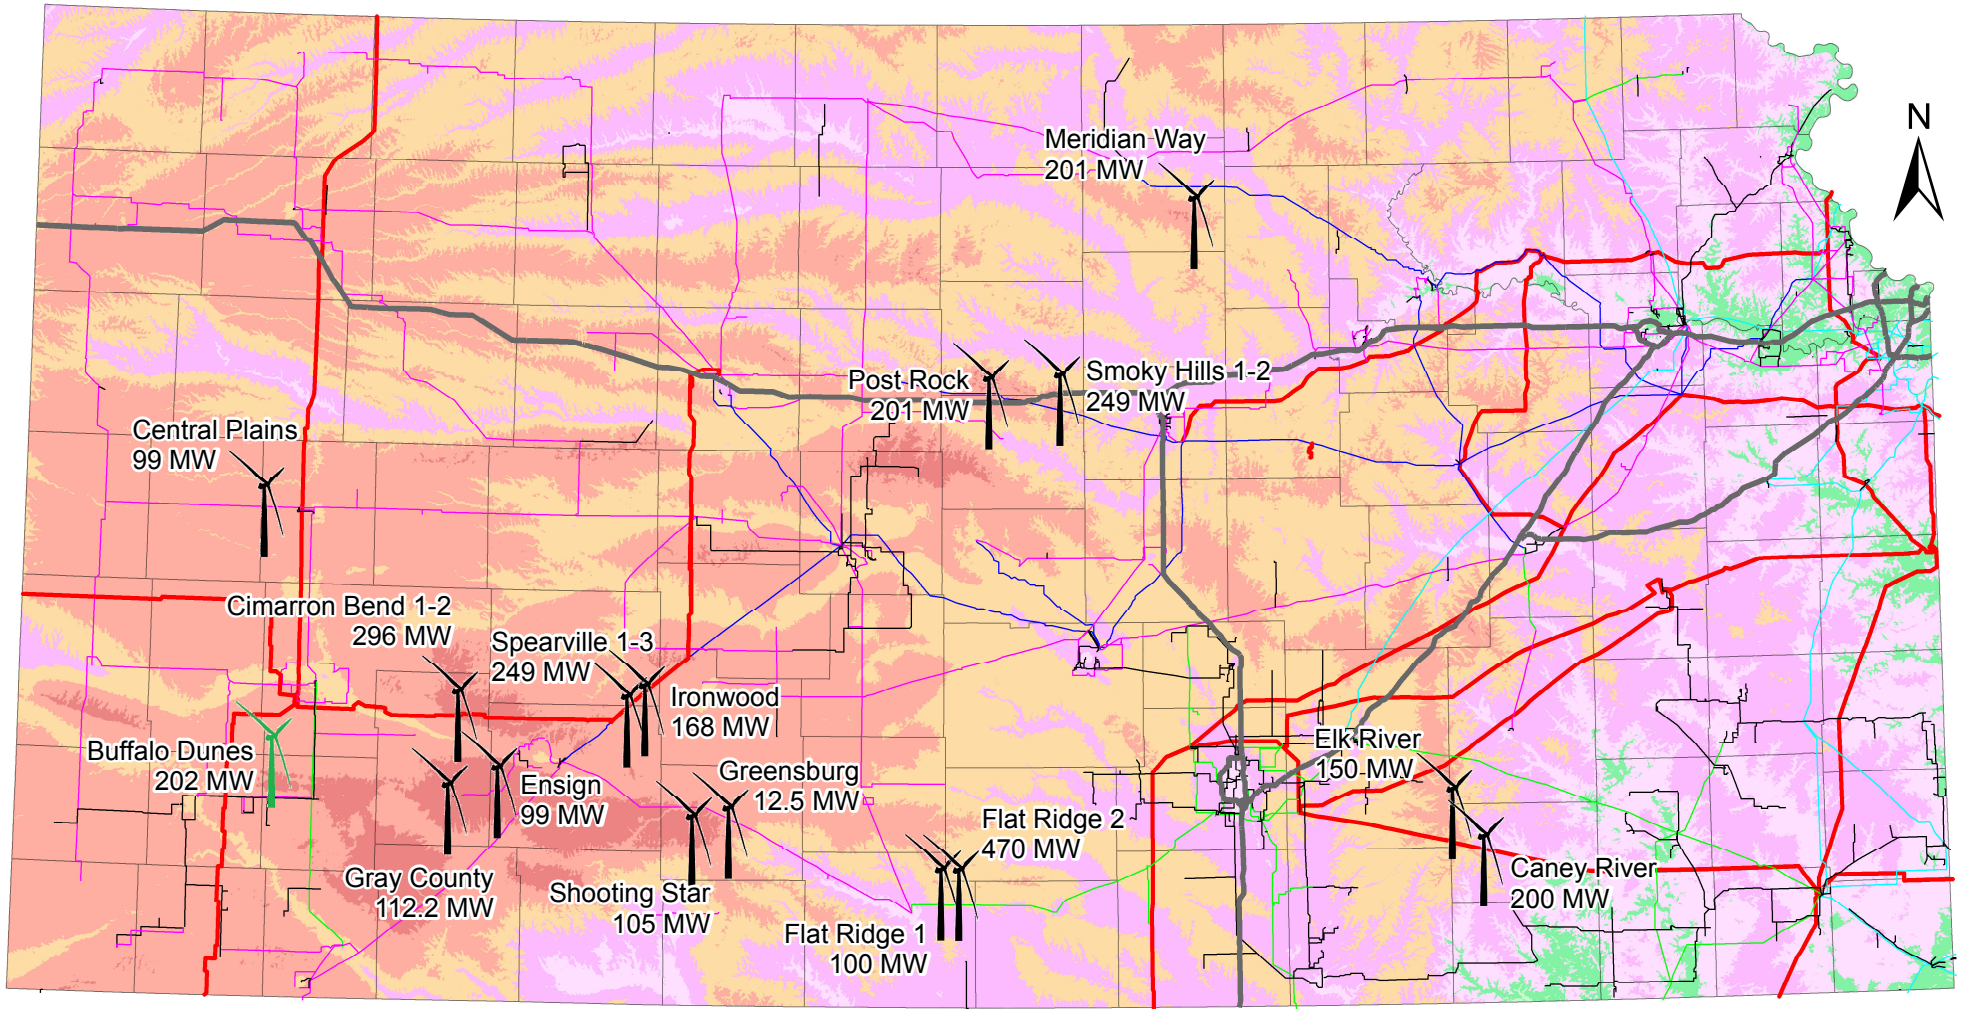 N
Meridian Way
201 MW
Post Rock
201 MW
Smoky Hills 1-2
249 MW
Central Plains
99 MW
Cimarron Bend 1-2
296 MW
Spearville 1-3
249 MW
Ironwood
168 MW
Buffalo Dunes
202 MW
Ensign
99 MW
Greensburg
12.5 MW
Elk River
150 MW
Flat Ridge 2
470 MW
Gray County
112.2 MW
Shooting Star
105 MW
Caney River
200 MW
Flat Ridge 1
100 MW